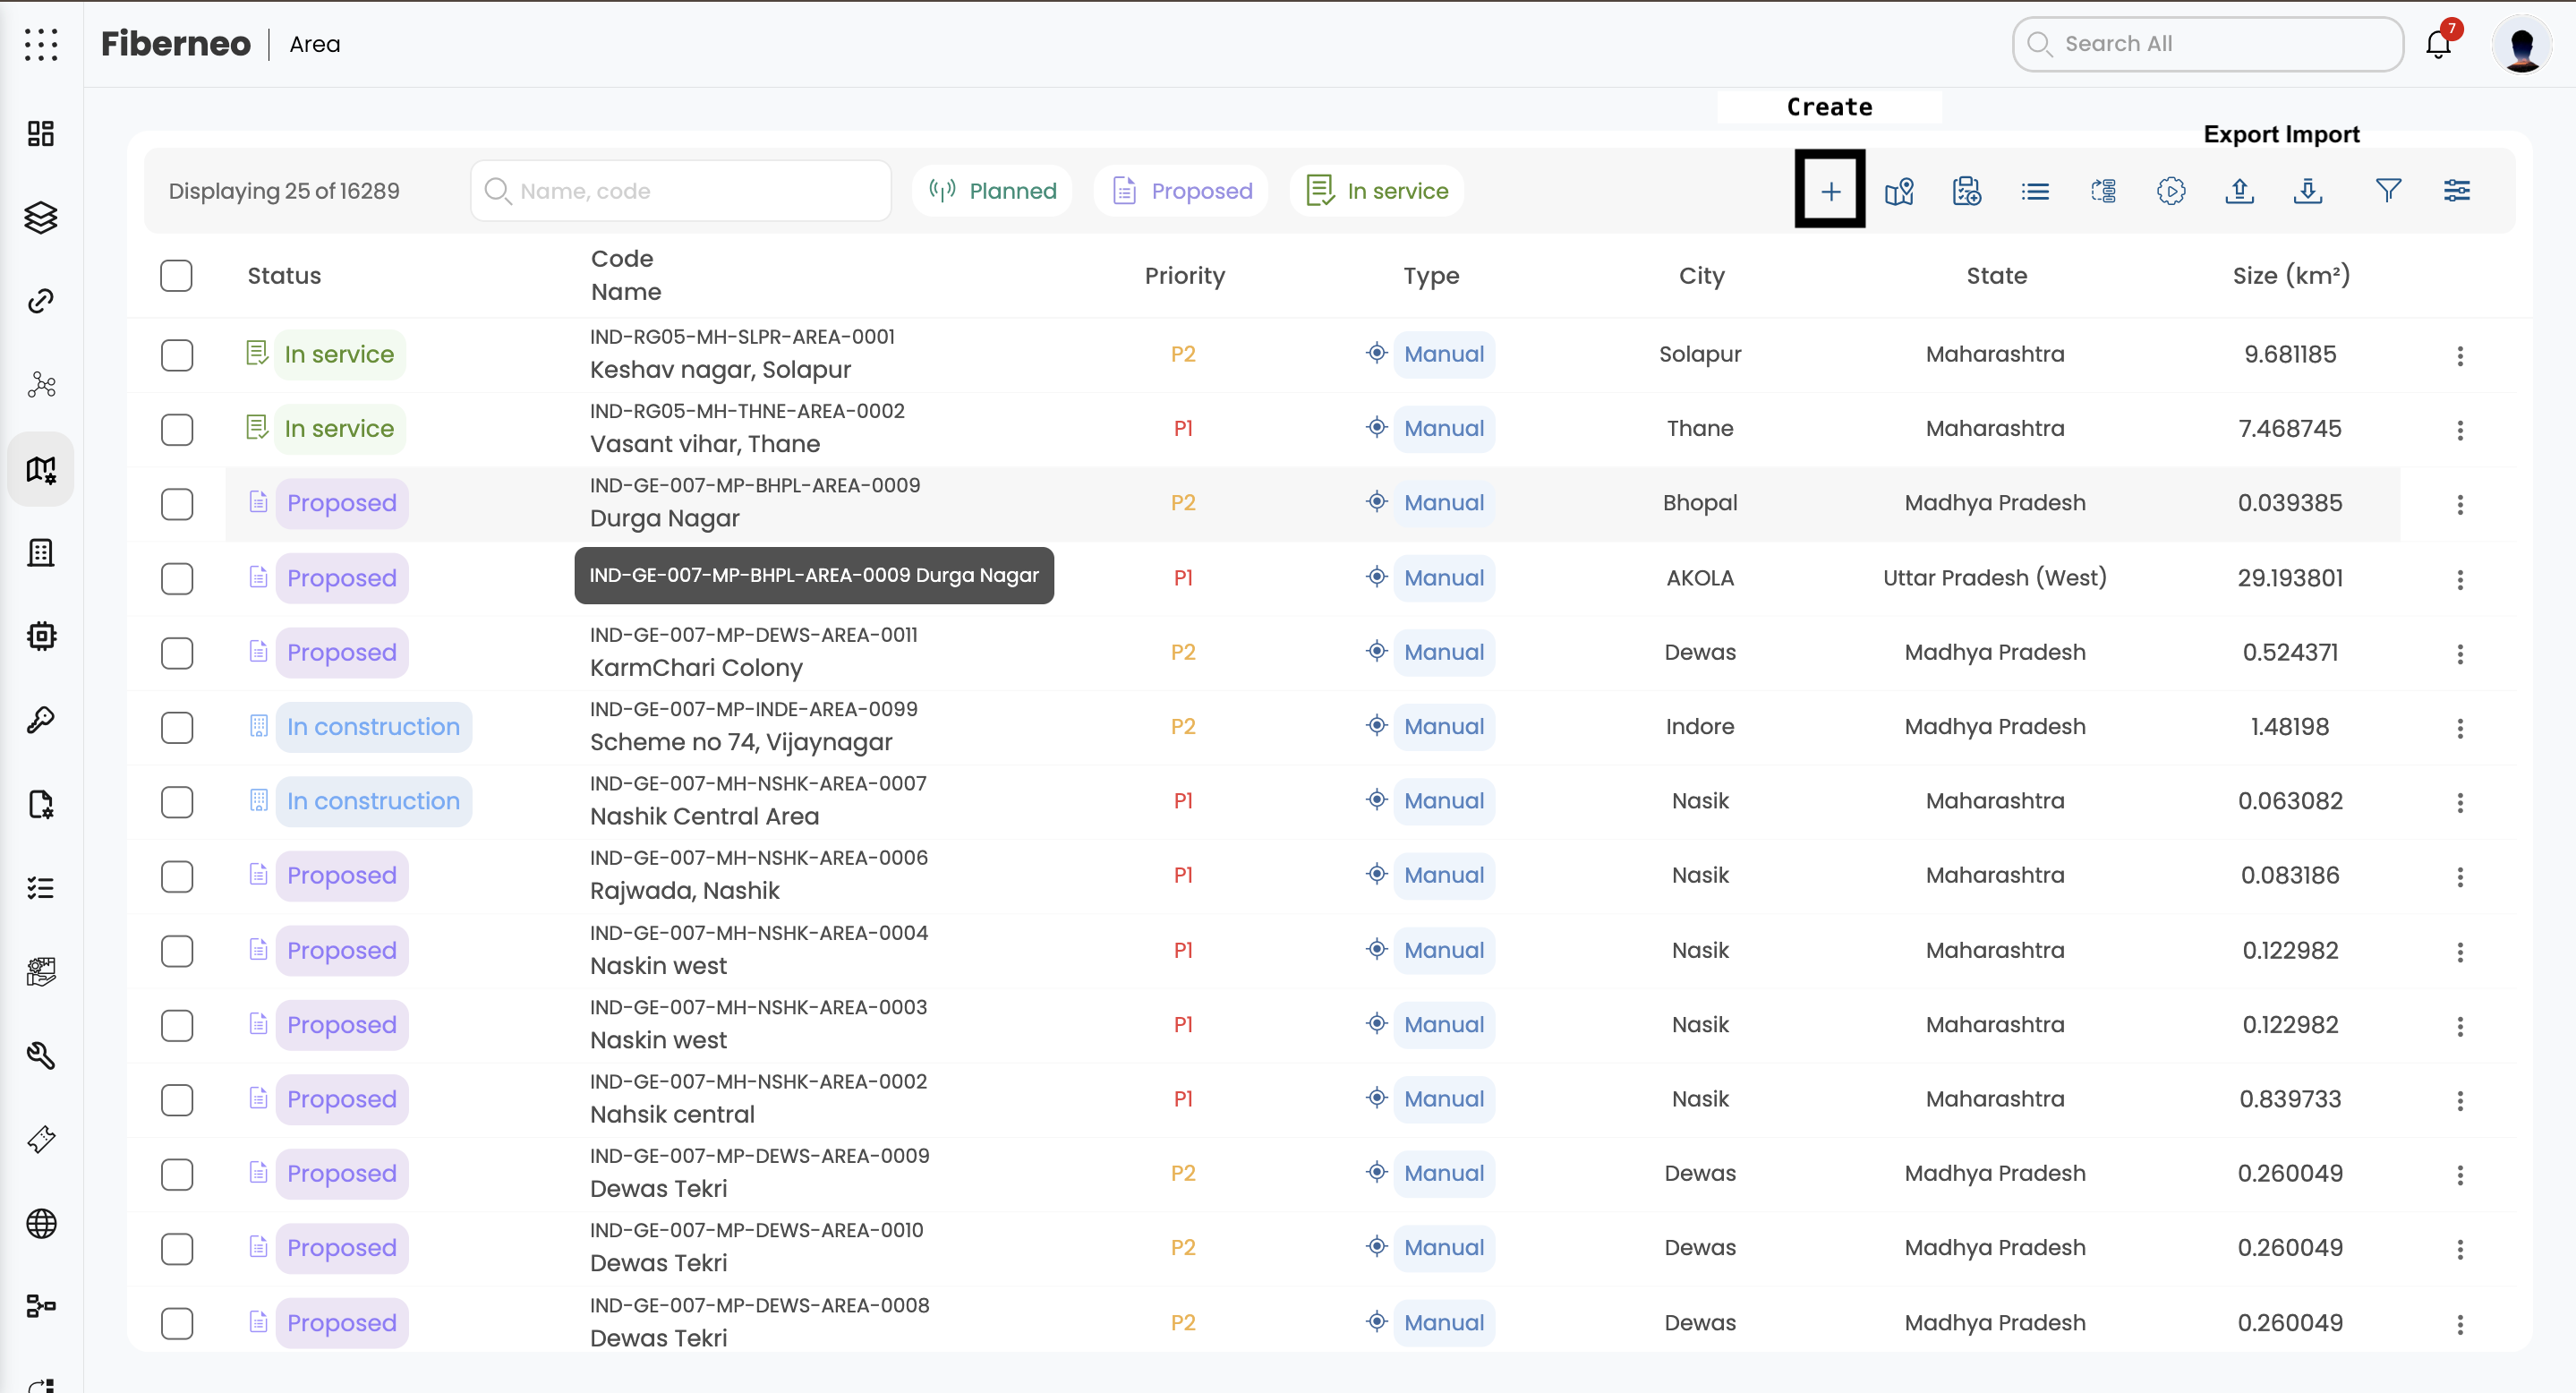 Fiberneo | Area
Search All
7
Create
Export Import
Displaying 25 of 16289
Name, code
Planned
Proposed
In service
Status
Code
Name
Priority
Type
City
State
Size (km²)
In service
IND-RG05-MH-SLPR-AREA-0001
Keshav nagar, Solapur
P2
Manual
Solapur
Maharashtra
9.681185
In service
IND-RG05-MH-THNE-AREA-0002
Vasant vihar, Thane
P1
Manual
Thane
Maharashtra
7.468745
Proposed
IND-GE-007-MP-BHPL-AREA-0009
Durga Nagar
P2
Manual
Bhopal
Madhya Pradesh
0.039385
Proposed
IND-GE-007-MP-BHPL-AREA-0009 Durga Nagar
P1
Manual
AKOLA
Uttar Pradesh (West)
29.193801
Proposed
IND-GE-007-MP-DEWS-AREA-0011
KarmChari Colony
P2
Manual
Dewas
Madhya Pradesh
0.524371
In construction
IND-GE-007-MP-INDE-AREA-0099
Scheme no 74, Vijaynagar
P2
Manual
Indore
Madhya Pradesh
1.48198
In construction
IND-GE-007-MH-NSHK-AREA-0007
Nashik Central Area
P1
Manual
Nasik
Maharashtra
0.063082
Proposed
IND-GE-007-MH-NSHK-AREA-0006
Rajwada, Nashik
P1
Manual
Nasik
Maharashtra
0.083186
Proposed
IND-GE-007-MH-NSHK-AREA-0004
Naskin west
P1
Manual
Nasik
Maharashtra
0.122982
Proposed
IND-GE-007-MH-NSHK-AREA-0003
Naskin west
P1
Manual
Nasik
Maharashtra
0.122982
Proposed
IND-GE-007-MH-NSHK-AREA-0002
Nahsik central
P1
Manual
Nasik
Maharashtra
0.839733
Proposed
IND-GE-007-MP-DEWS-AREA-0009
Dewas Tekri
P2
Manual
Dewas
Madhya Pradesh
0.260049
Proposed
IND-GE-007-MP-DEWS-AREA-0010
Dewas Tekri
P2
Manual
Dewas
Madhya Pradesh
0.260049
Proposed
IND-GE-007-MP-DEWS-AREA-0008
Dewas Tekri
P2
Manual
Dewas
Madhya Pradesh
0.260049